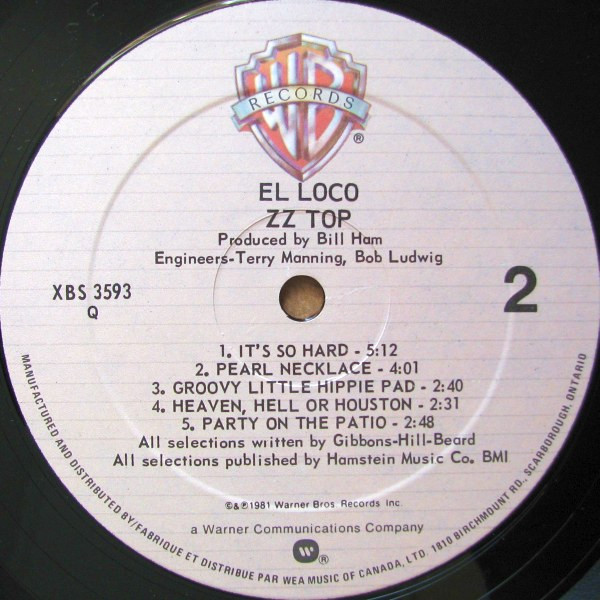 WB
RECORDS
®
EL LOCO
ZZ TOP
Produced by Bill Ham
Engineers-Terry Manning, Bob Ludwig
XBS 3593
Q
2
1. IT'S SO HARD - 5:12
2. PEARL NECKLACE - 4:01
3. GROOVY LITTLE HIPPIE PAD - 2:40
4. HEAVEN, HELL OR HOUSTON - 2:31
5. PARTY ON THE PATIO - 2:48
All selections written by Gibbons-Hill-Beard
All selections published by Hamstein Music Co. BMI
©&℗1981 Warner Bros. Records Inc.
a Warner Communications Company
®
MANUFACTURED AND DISTRIBUTED BY/FABRIQUE ET DISTRIBUE PAR WEA MUSIC OF CANADA, LTD. 1810 BIRCHMOUNT RD., SCARBOROUGH, ONTARIO